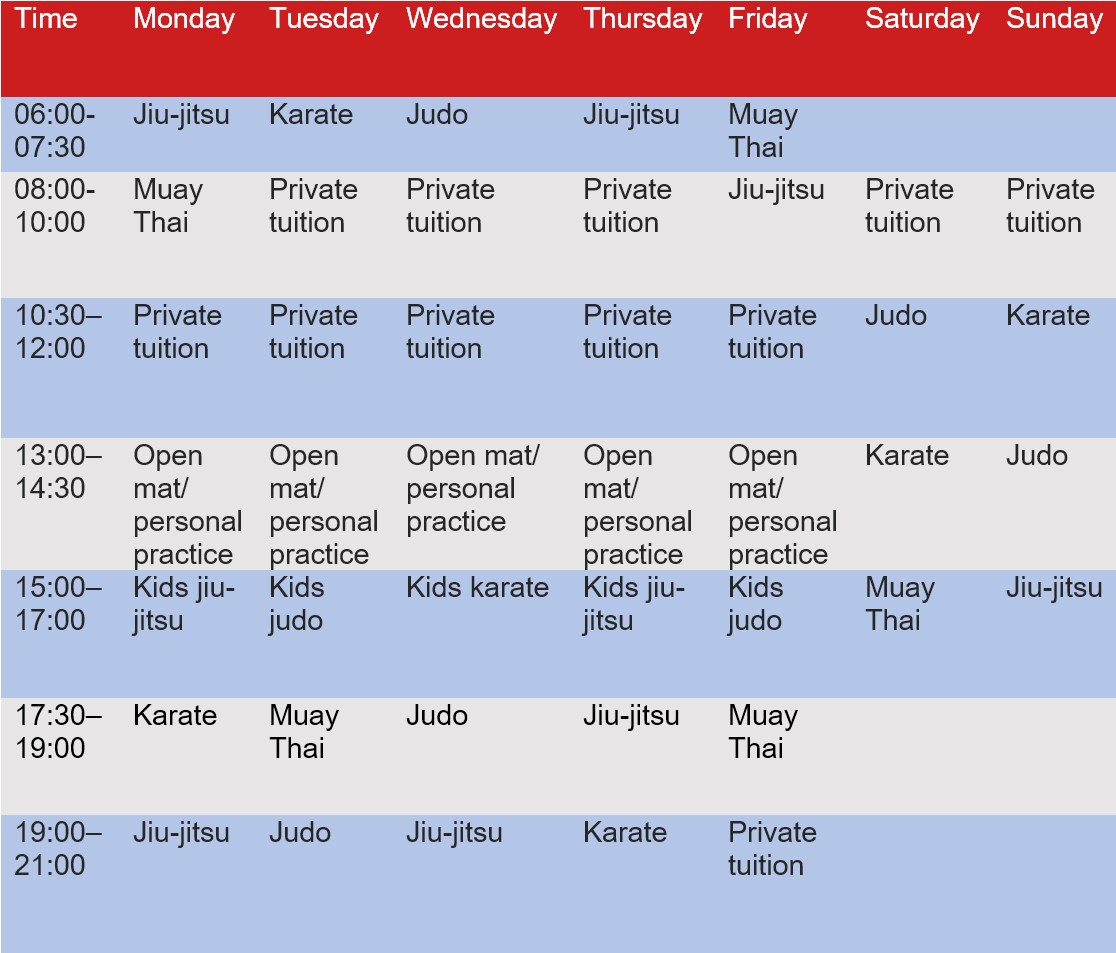 Time Monday Tuesday Wednesday Thursday Friday Saturday Sunday
06:00- Jiu-jitsu Karate Judo Jiu-jitsu Muay
07:30 Thai
08:00- Muay Private Private Private Jiu-jitsu Private Private
10:00 Thai tuition tuition tuition tuition tuition
10:30– Private Private Private Private Private Judo Karate
12:00 tuition tuition tuition tuition tuition
13:00– Open Open Open mat/ Open Open Karate Judo
14:30 mat/ mat/ personal mat/ mat/
personal personal practice personal personal
practice practice practice practice
15:00– Kids jiu- Kids Kids karate Kids jiu- Kids Muay Jiu-jitsu
17:00 jitsu judo jitsu judo Thai
17:30– Karate Muay Judo Jiu-jitsu Muay
19:00 Thai Thai
19:00– Jiu-jitsu Judo Jiu-jitsu Karate Private
21:00 tuition